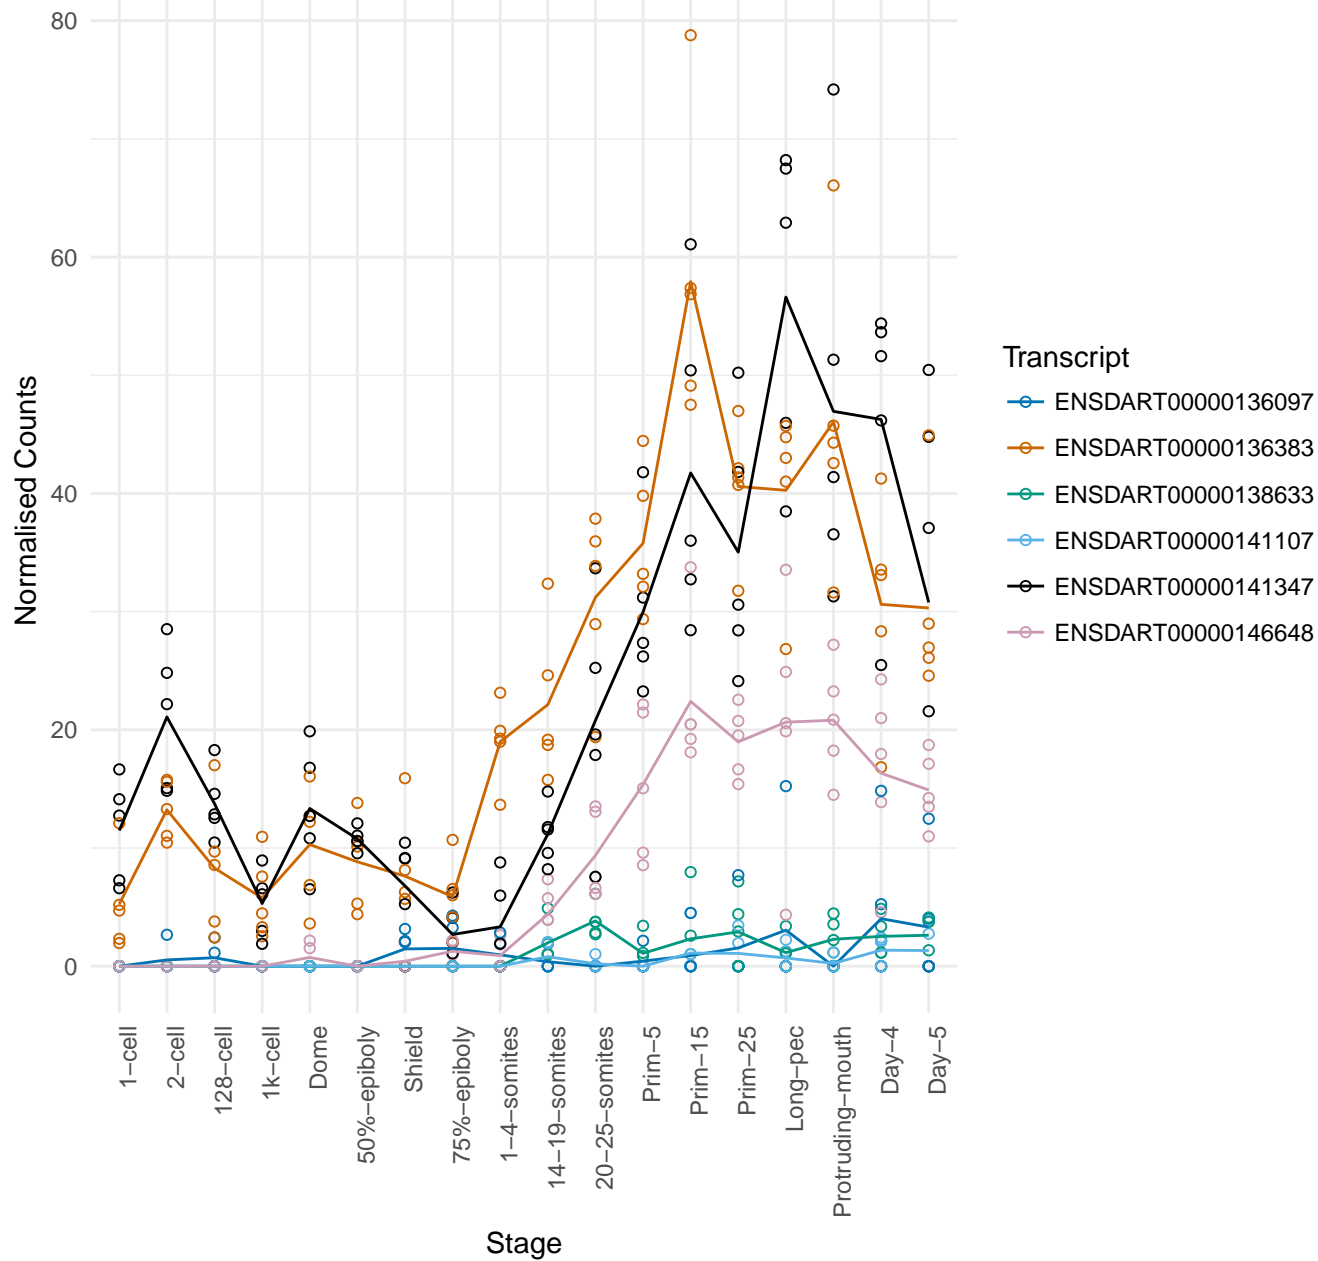 80
60
40
20
0
Normalised Counts
1−cell
2−cell
128−cell
1k−cell
Dome
50%−epiboly
Shield
75%−epiboly
1−4−somites
14−19−somites
20−25−somites
Prim−5
Prim−15
Prim−25
Long−pec
Protruding−mouth
Day−4
Day−5
Stage
Transcript
ENSDART00000136097
ENSDART00000136383
ENSDART00000138633
ENSDART00000141107
ENSDART00000141347
ENSDART00000146648